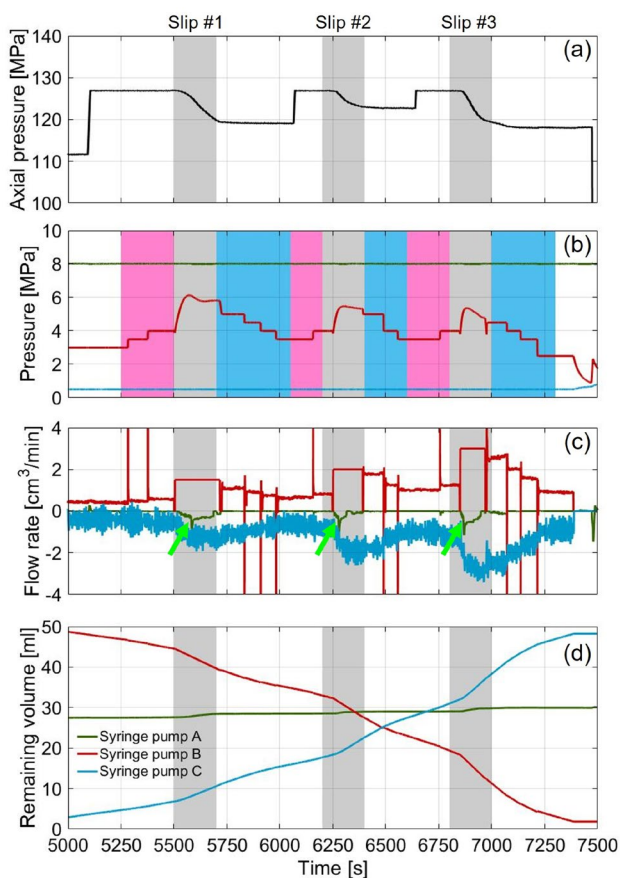 Slip #1 Slip #2 Slip #3
Axial pressure [MPa]
140
130
120
110
100
(a)
Pressure [MPa]
10
8
6
4
2
0
(b)
Flow rate [cm³/min]
4
2
0
-2
-4
(c)
Remaining volume [ml]
50
40
30
20
10
0
(d)
Syringe pump A
Syringe pump B
Syringe pump C
5000 5250 5500 5750 6000 6250 6500 6750 7000 7250 7500
Time [s]